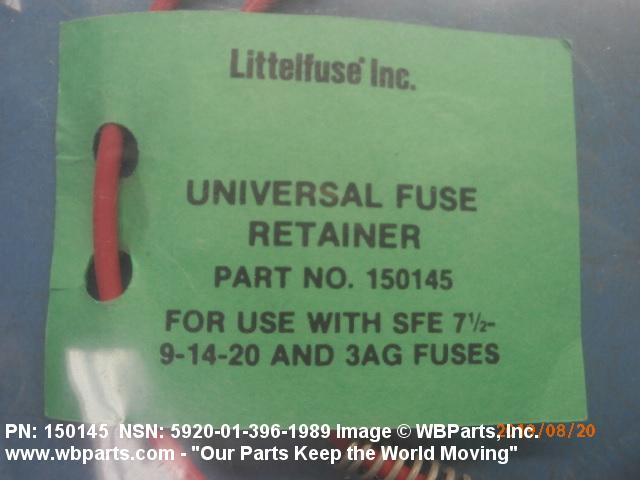 Littelfuse® Inc.
UNIVERSAL FUSE
RETAINER
PART NO. 150145
FOR USE WITH SFE 7½-
9-14-20 AND 3AG FUSES
PN: 150145 NSN: 5920-01-396-1989 Image © WBParts, Inc.
/08/20
www.wbparts.com - "Our Parts Keep the World Moving"